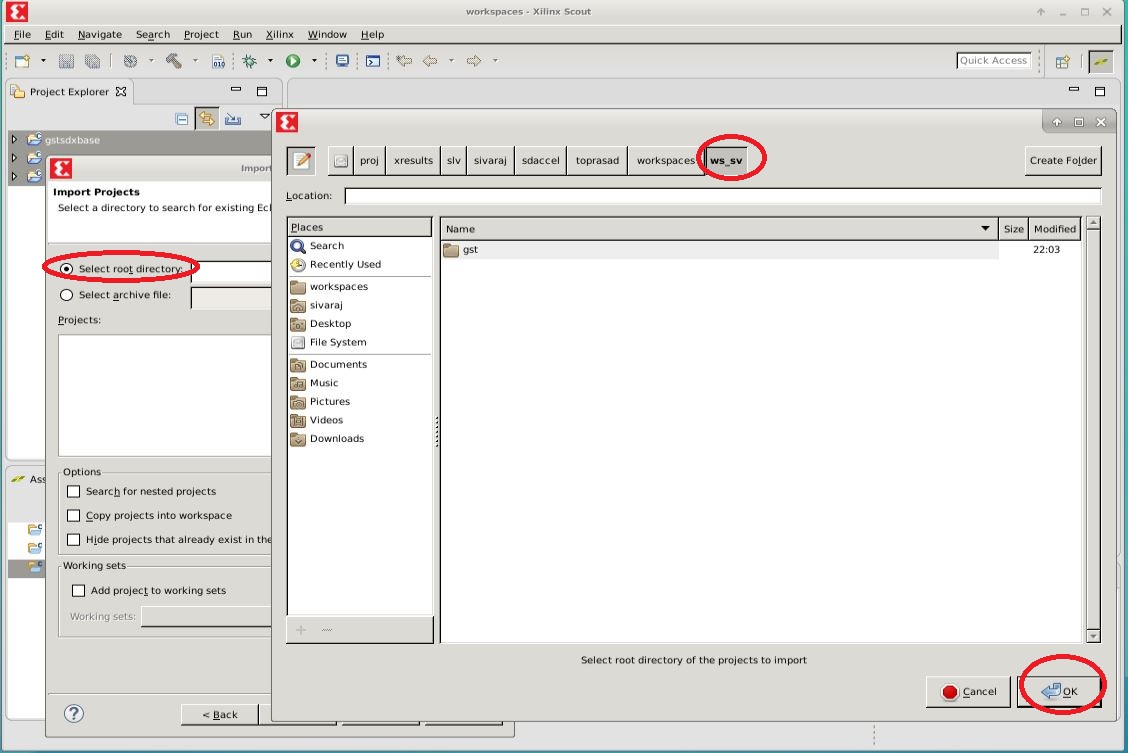 workspaces - Xilinx Scout
File Edit Navigate Search Project Run Xilinx Window Help
010
Quick Access
Project Explorer
gstsdxbase
Import
Import Projects
Select a directory to search for existing Ecl
Select root directory:
Select archive file:
Projects:
Options
Search for nested projects
Copy projects into workspace
Hide projects that already exist in the
Working sets
Add project to working sets
Working sets:
Ass
?
< Back
proj xresults slv sivaraj sdaccel toprasad workspaces ws_sv
Create Folder
Location:
Places
Search
Recently Used
workspaces
sivaraj
Desktop
File System
Documents
Music
Pictures
Videos
Downloads
Name Size Modified
gst 22:03
Select root directory of the projects to import
Cancel OK